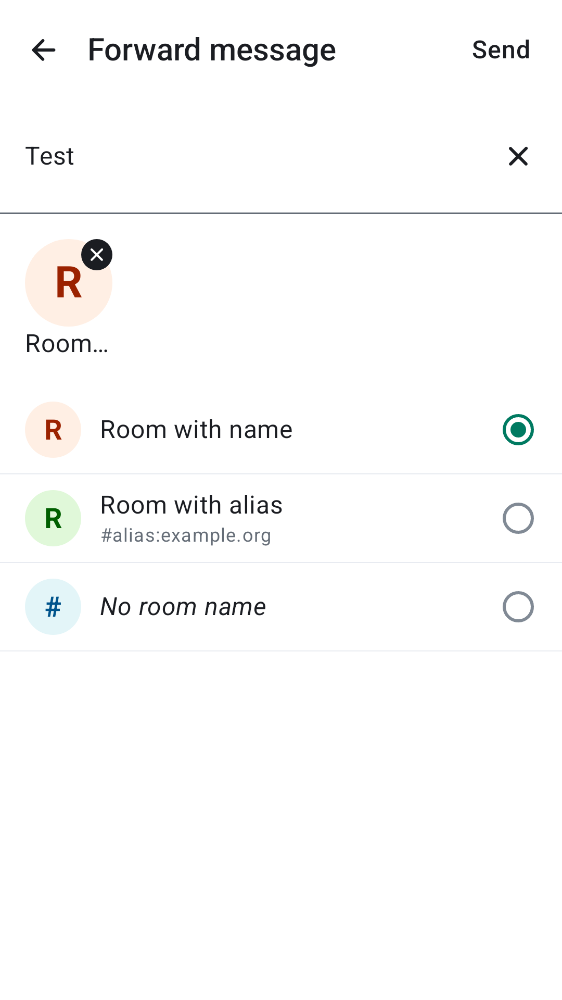 Forward message
Send
Test
R
Room…
R
Room with name
R
Room with alias
#alias:example.org
#
No room name